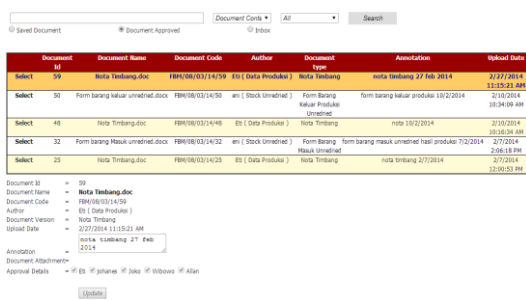 Document Conts All Search
Saved Document Document Approved Inbox
Document Id Document Name Document Code Author Document type Annotation Upload Date
Select 59 Nota Timbang.doc FBM/08/03/14/59 Eti ( Data Produksi ) Nota Timbang nota timbang 27 feb 2014 2/27/2014 11:15:21 AM
Select 50 Form barang keluar unredried.docx FBM/08/03/14/50 eni ( Stock Unredried ) Form Barang Keluar Produksi Unredried form barang keluar produksi 10/2/2014 2/10/2014 10:34:09 AM
Select 48 Nota Timbang.doc FBM/08/03/14/48 Eti ( Data Produksi ) Nota Timbang nota 10/2/2014 2/10/2014 10:16:34 AM
Select 32 Form barang Masuk unredried.docx FBM/08/03/14/32 eni ( Stock Unredried ) Form Barang Masuk Unredried form barang masuk unredried hasil produksi 7/2/2014 2/7/2014 2:06:18 PM
Select 25 Nota Timbang.doc FBM/08/03/14/25 Eti ( Data Produksi ) Nota Timbang nota timbang 2/7/2014 2/7/2014 12:00:53 PM
Document Id = 59
Document Name = Nota Timbang.doc
Document Code = FBM/08/03/14/59
Author = Eti ( Data Produksi )
Document Version = Nota Timbang
Upload Date = 2/27/2014 11:15:21 AM
nota timbang 27 feb
2014
Annotation =
Document Attachment=
Approval Details = Eti Johanes Joko Wibowo Allan
Update